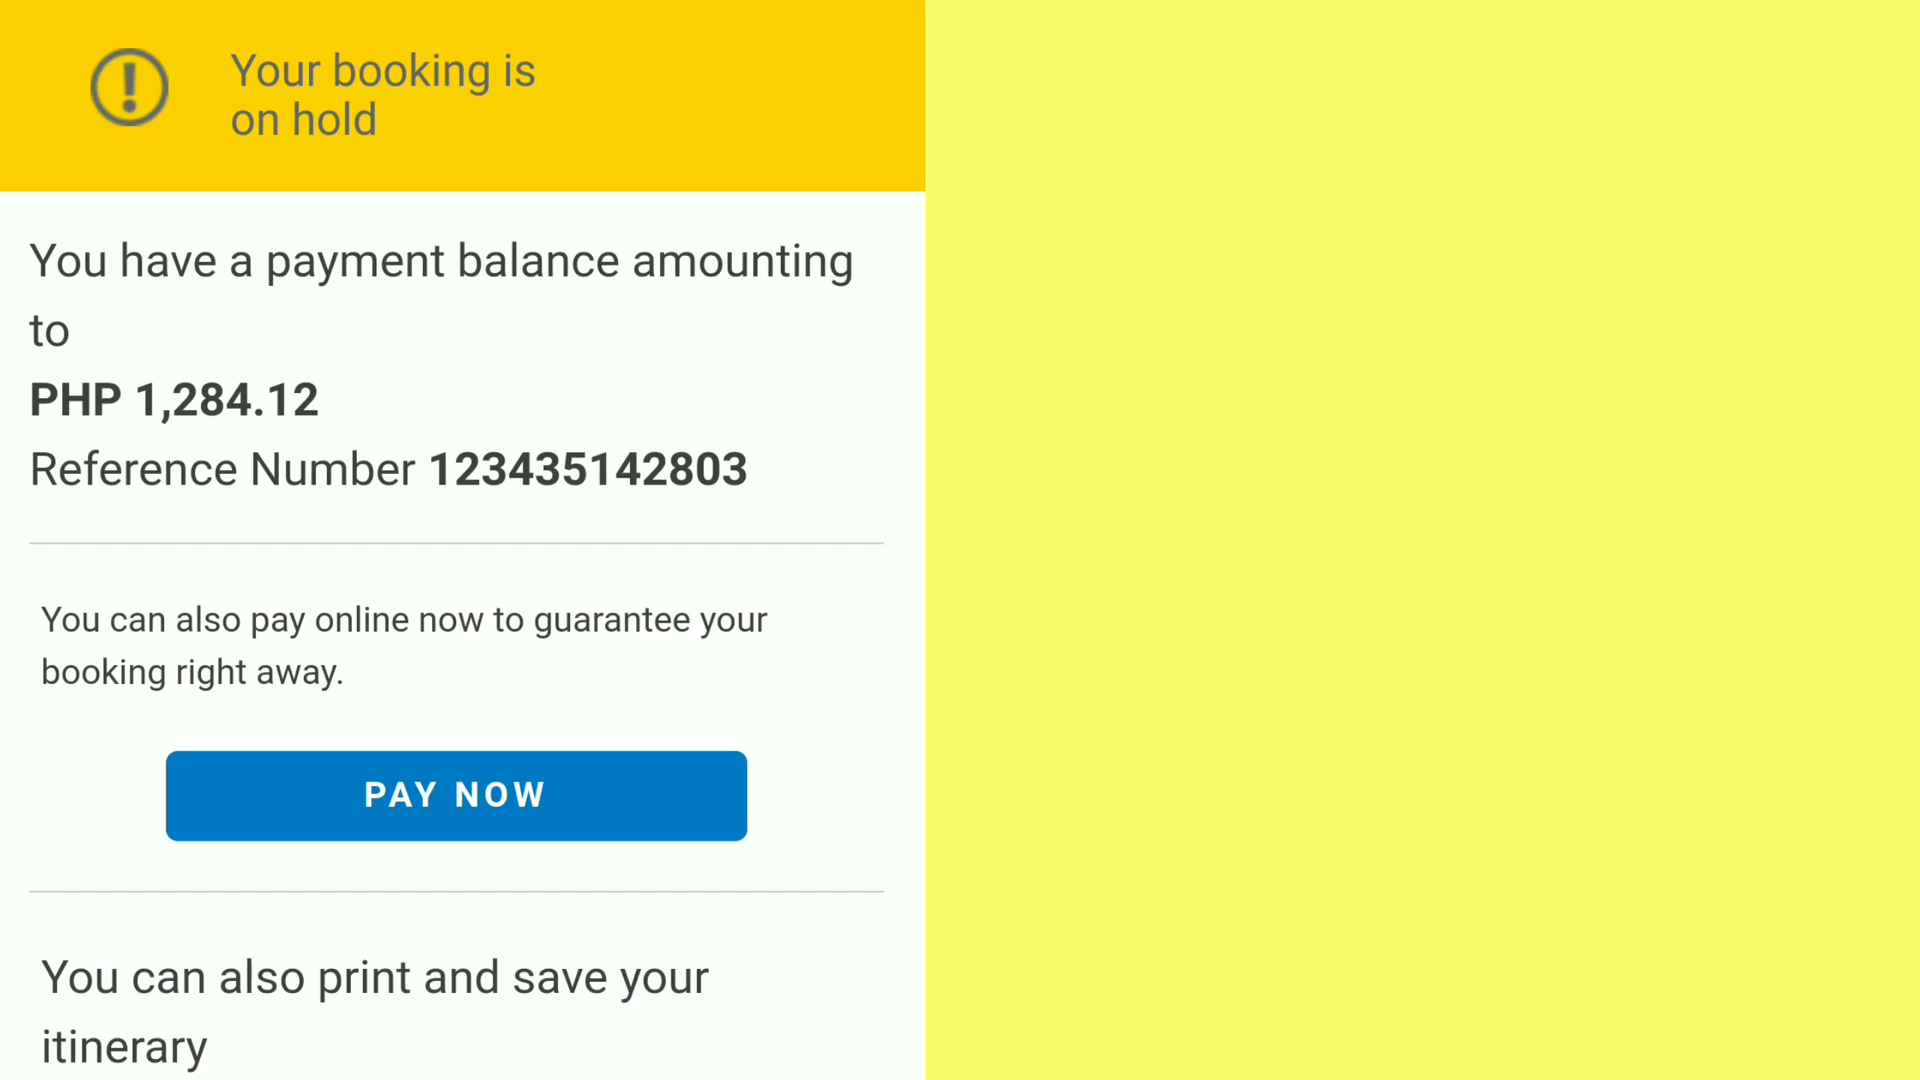 Your booking is
on hold
You have a payment balance amounting
to
PHP 1,284.12
Reference Number 123435142803
You can also pay online now to guarantee your
booking right away.
PAY NOW
You can also print and save your
itinerary